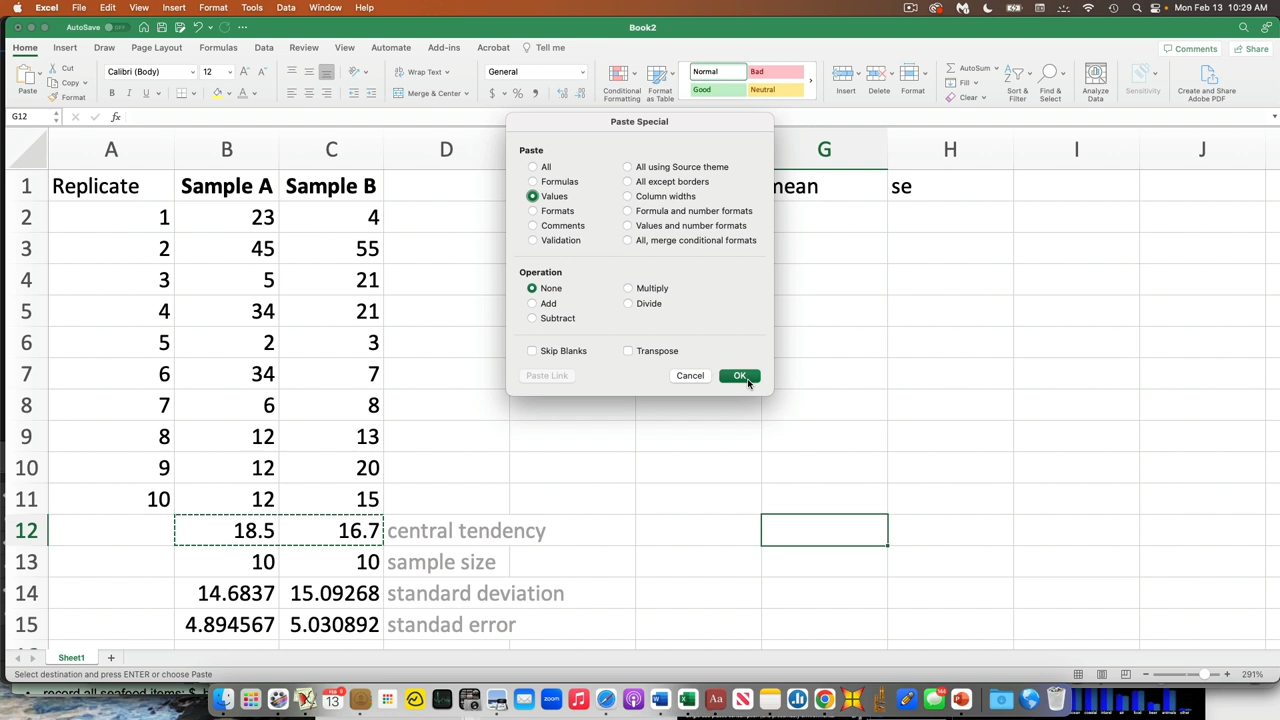 Excel File Edit View Insert Format Tools Data Window Help Mon Feb 13 10:29 AM
AutoSave OFF Book2
Home Insert Draw Page Layout Formulas Data Review View Automate Add-ins Acrobat Tell me Comments Share
Paste Cut Copy Format Calibri (Body) 12 Wrap Text Merge & Center General Conditional Formatting Format as Table Normal Bad Good Neutral Insert Delete Format AutoSum Fill Clear Sort & Filter Find & Select Analyze Data Sensitivity Create and Share Adobe PDF
G12 fx
Paste Special
Paste
All All using Source theme
Formulas All except borders
Values Column widths
Formats Formula and number formats
Comments Values and number formats
Validation All, merge conditional formats
Operation
None Multiply
Add Divide
Subtract
Skip Blanks Transpose
Paste Link Cancel OK
A B C D G H I J
1 Replicate Sample A Sample B mean se
2 1 23 4
3 2 45 55
4 3 5 21
5 4 34 21
6 5 2 3
7 6 34 7
8 7 6 8
9 8 12 13
10 9 12 20
11 10 12 15
12 18.5 16.7 central tendency
13 10 10 sample size
14 14.6837 15.09268 standard deviation
15 4.894567 5.030892 standad error
Sheet1
Select destination and press ENTER or choose Paste 291%
record all seafood items: